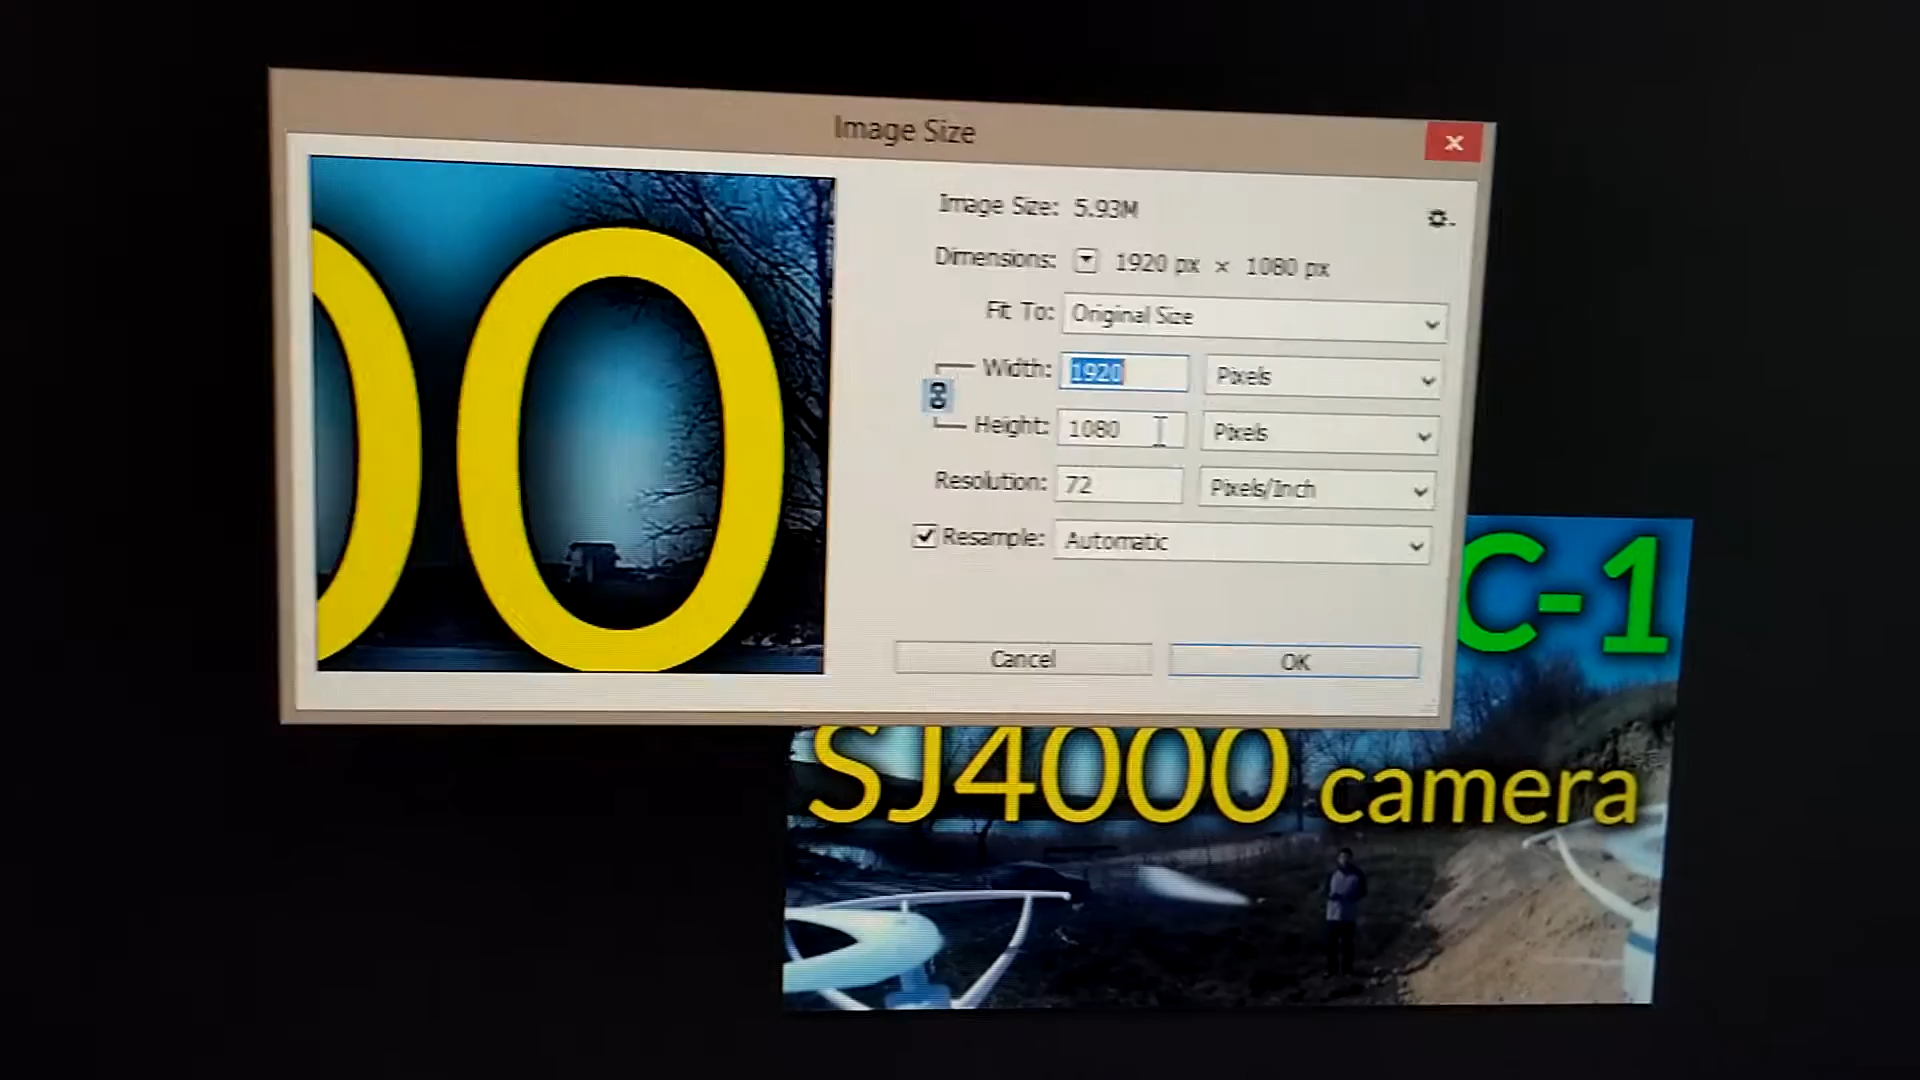 Image Size
Image Size: 5.93M
Dimensions: 1920 px × 1080 px
Fit To: Original Size
Width: 1920 Pixels
Height: 1080 Pixels
Resolution: 72 Pixels/Inch
Resample: Automatic
Cancel OK
00
C-1
SJ4000 camera